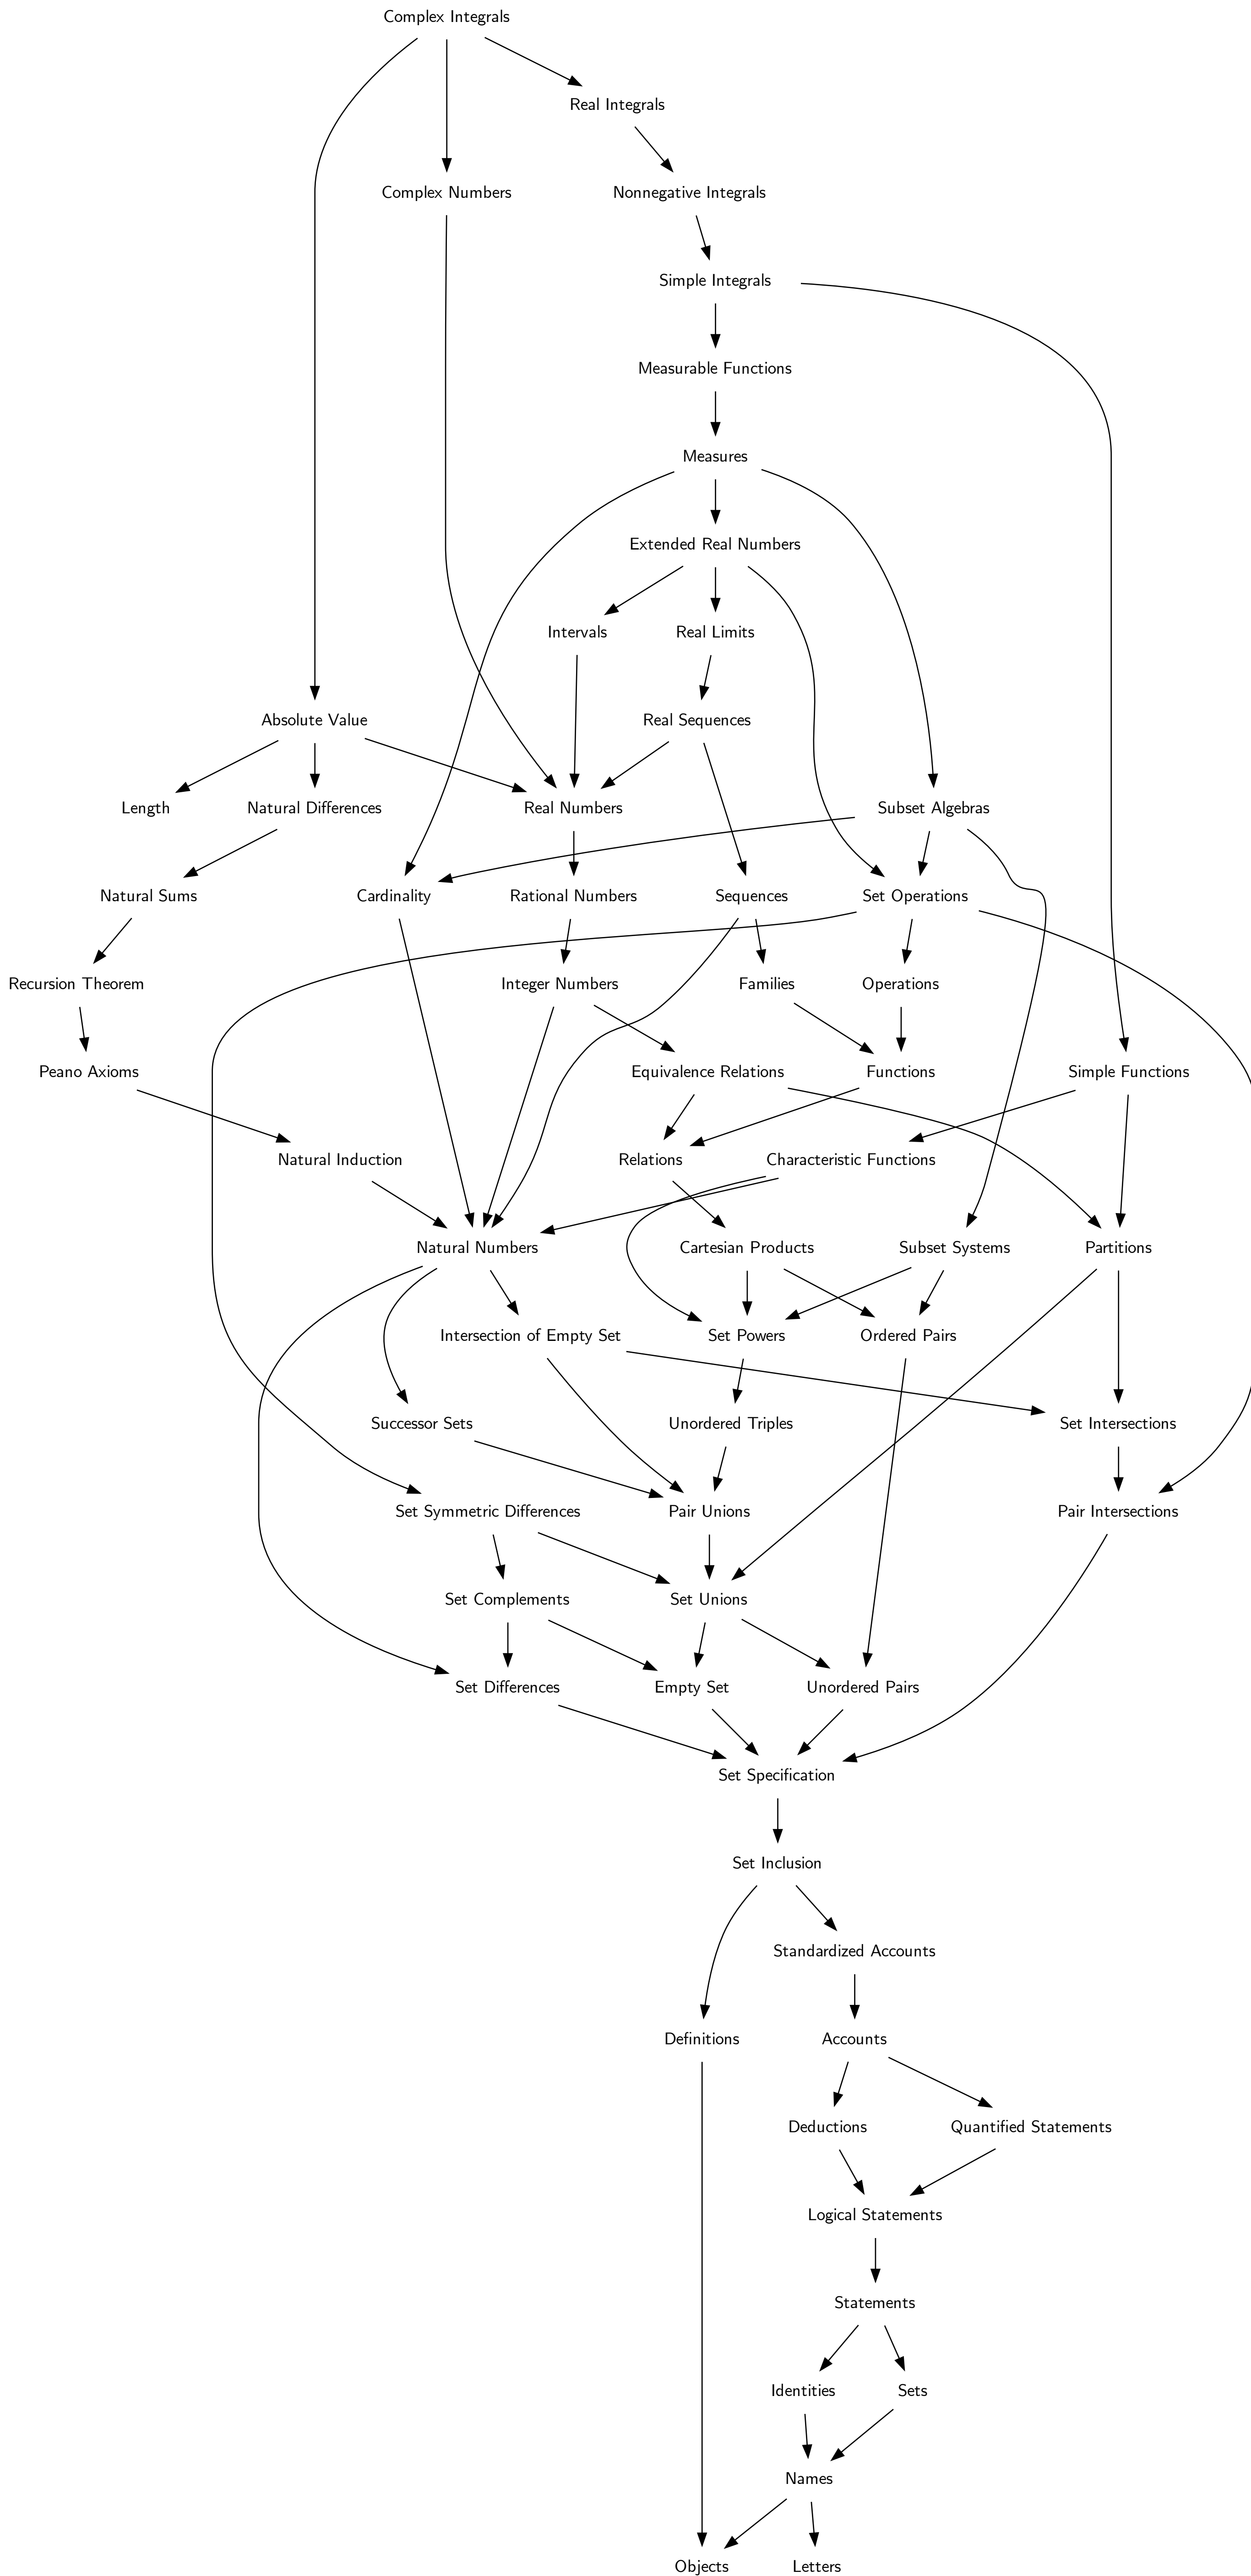 Complex Integrals
Real Integrals
Complex Numbers
Nonnegative Integrals
Simple Integrals
Measurable Functions
Measures
Extended Real Numbers
Intervals
Real Limits
Absolute Value
Real Sequences
Length
Natural Differences
Real Numbers
Subset Algebras
Natural Sums
Cardinality
Rational Numbers
Sequences
Set Operations
Recursion Theorem
Integer Numbers
Families
Operations
Peano Axioms
Equivalence Relations
Functions
Simple Functions
Natural Induction
Relations
Characteristic Functions
Natural Numbers
Cartesian Products
Subset Systems
Partitions
Intersection of Empty Set
Set Powers
Ordered Pairs
Successor Sets
Unordered Triples
Set Intersections
Set Symmetric Differences
Pair Unions
Pair Intersections
Set Complements
Set Unions
Set Differences
Empty Set
Unordered Pairs
Set Specification
Set Inclusion
Standardized Accounts
Definitions
Accounts
Deductions
Quantified Statements
Logical Statements
Statements
Identities
Sets
Names
Objects
Letters